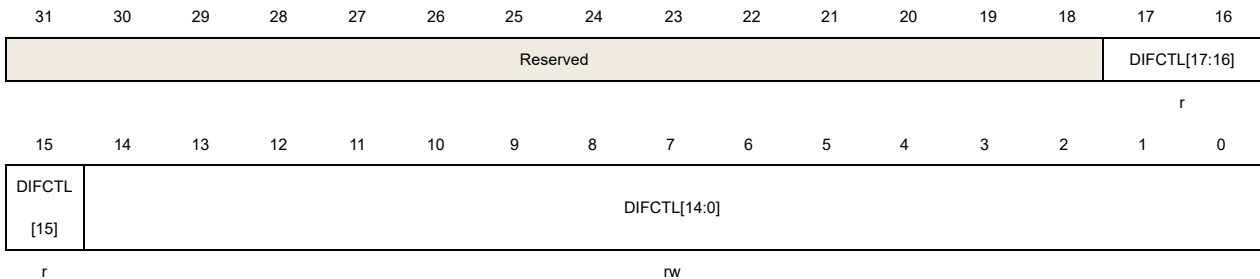 31 30 29 28 27 26 25 24 23 22 21 20 19 18 17 16
Reserved DIFCTL[17:16]
r
15 14 13 12 11 10 9 8 7 6 5 4 3 2 1 0
DIFCTL
[15]
DIFCTL[14:0]
r rw